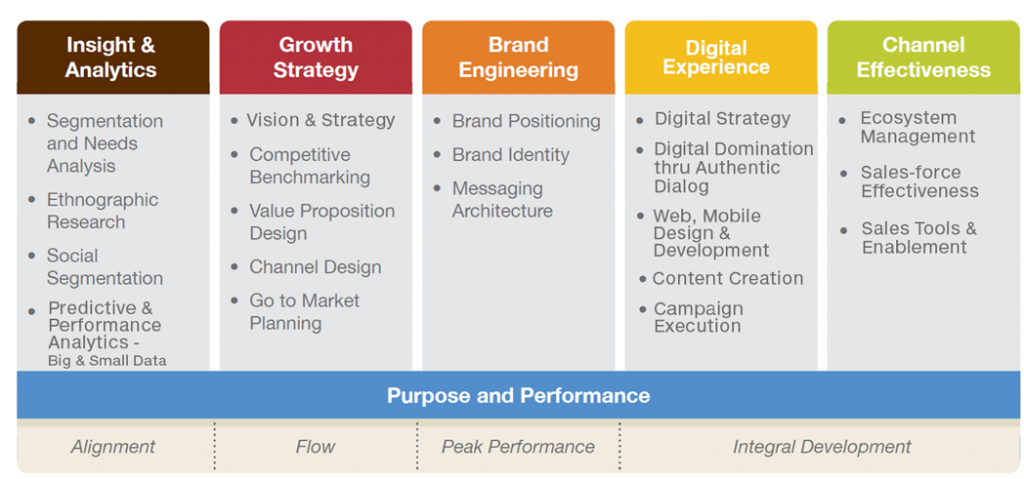 Insight &
Analytics
Segmentation
and Needs
Analysis
Ethnographic
Research
Social
Segmentation
Predictive &
Performance
Analytics -
Big & Small Data
Growth
Strategy
Vision & Strategy
Competitive
Benchmarking
Value Proposition
Design
Channel Design
Go to Market
Planning
Brand
Engineering
Brand Positioning
Brand Identity
Messaging
Architecture
Digital
Experience
Digital Strategy
Digital Domination
thru Authentic
Dialog
Web, Mobile
Design &
Development
Content Creation
Campaign
Execution
Channel
Effectiveness
Ecosystem
Management
Sales-force
Effectiveness
Sales Tools &
Enablement
Purpose and Performance
Alignment
Flow
Peak Performance
Integral Development